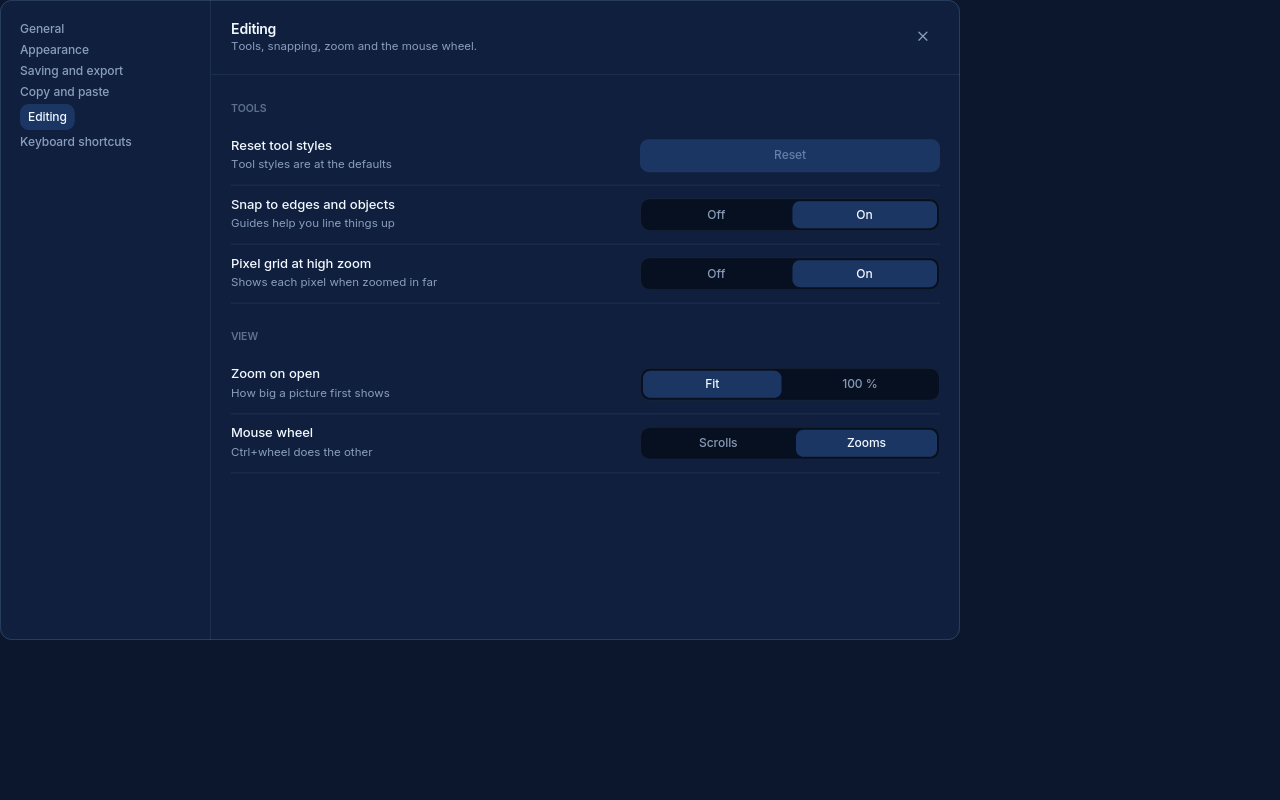 General
Appearance
Saving and export
Copy and paste
Editing
Keyboard shortcuts
Editing
Tools, snapping, zoom and the mouse wheel.
TOOLS
Reset tool styles
Tool styles are at the defaults
Reset
Snap to edges and objects
Guides help you line things up
Off On
Pixel grid at high zoom
Shows each pixel when zoomed in far
Off On
VIEW
Zoom on open
How big a picture first shows
Fit 100 %
Mouse wheel
Ctrl+wheel does the other
Scrolls Zooms